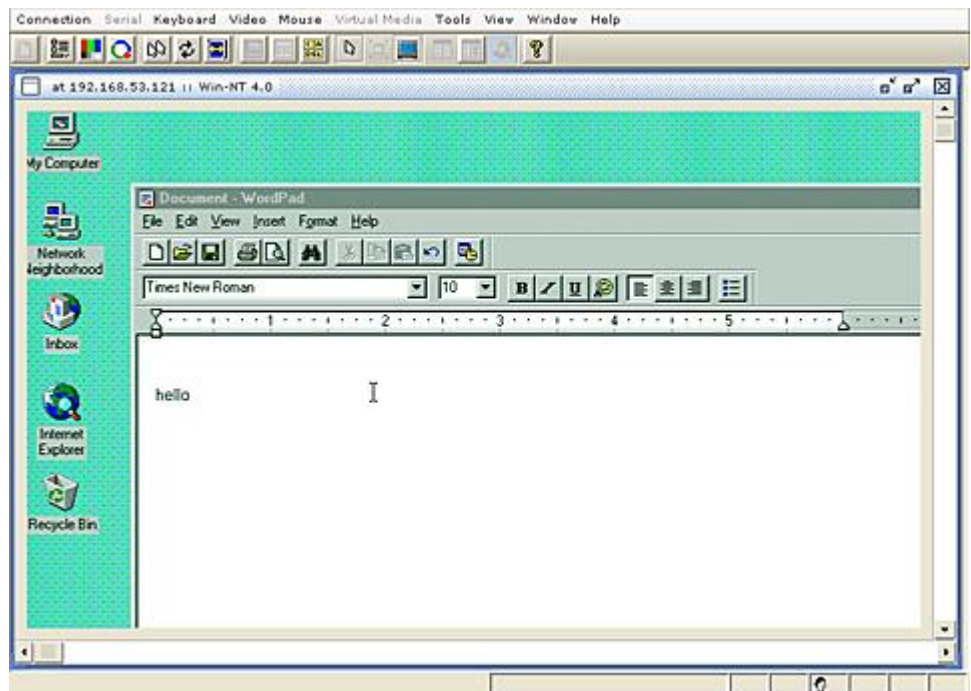 Connection Serial Keyboard Video Mouse Virtual Media Tools View Window Help
at 192.168.53.121 :: Win-NT 4.0
My Computer
Document - WordPad
File Edit View Insert Format Help
Network
Neighborhood
Times New Roman 10 B I U
1 2 3 4 5
Inbox
hello
Internet
Explorer
Recycle Bin